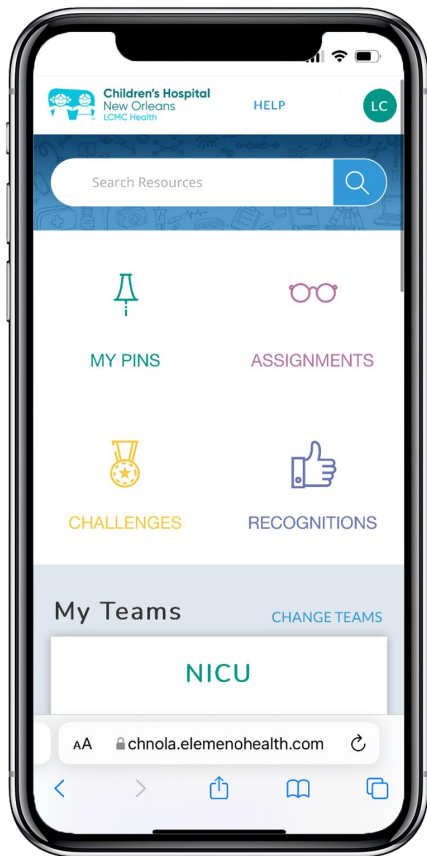 Children's Hospital
New Orleans
LCMC Health
HELP
LC
Search Resources
MY PINS
ASSIGNMENTS
CHALLENGES
RECOGNITIONS
My Teams
CHANGE TEAMS
NICU
AA
chnola.elemenohealth.com